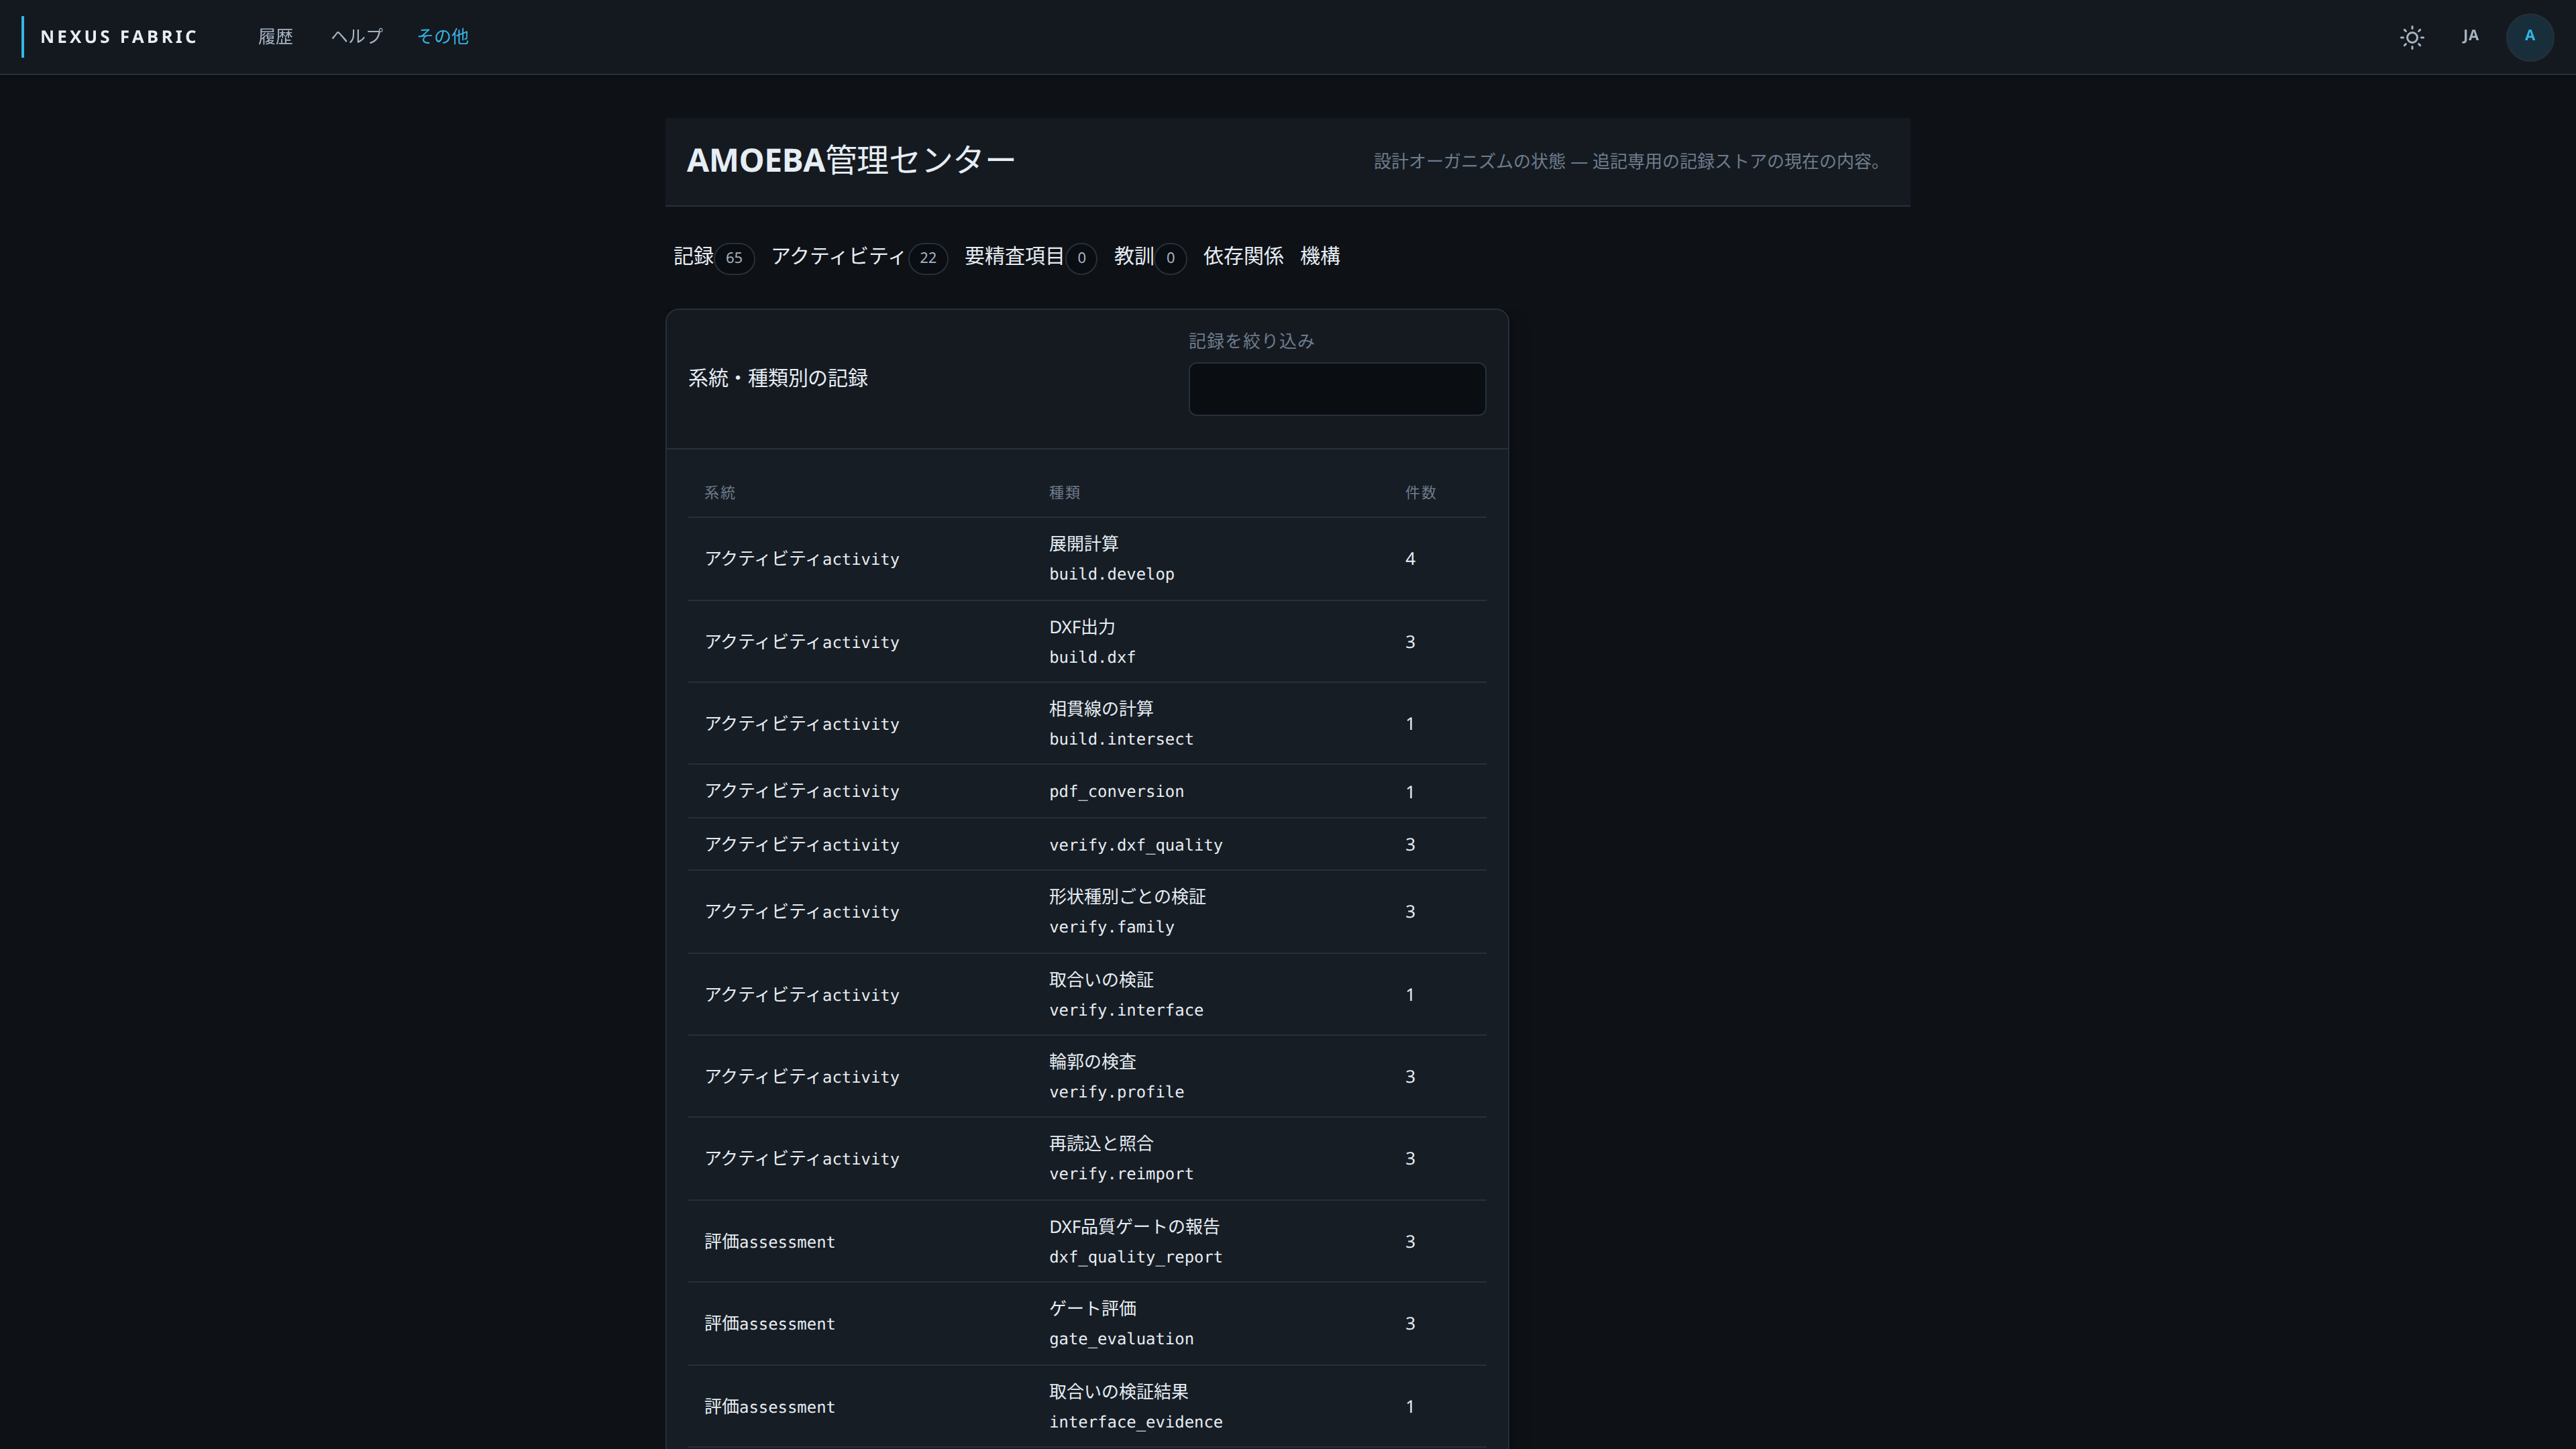 NEXUS FABRIC 履歴 ヘルプ その他 JA A
AMOEBA管理センター 設計オーガニズムの状態 — 追記専用の記録ストアの現在の内容。
記録 65 アクティビティ 22 要精査項目 0 教訓 0 依存関係 機構
記録を絞り込み
系統・種類別の記録
系統 種類 件数
アクティビティactivity 展開計算 4
build.develop
アクティビティactivity DXF出力 3
build.dxf
アクティビティactivity 相貫線の計算 1
build.intersect
アクティビティactivity pdf_conversion 1
アクティビティactivity verify.dxf_quality 3
アクティビティactivity 形状種別ごとの検証 3
verify.family
アクティビティactivity 取合いの検証 1
verify.interface
アクティビティactivity 輪郭の検査 3
verify.profile
アクティビティactivity 再読込と照合 3
verify.reimport
評価assessment DXF品質ゲートの報告 3
dxf_quality_report
評価assessment ゲート評価 3
gate_evaluation
評価assessment 取合いの検証結果 1
interface_evidence